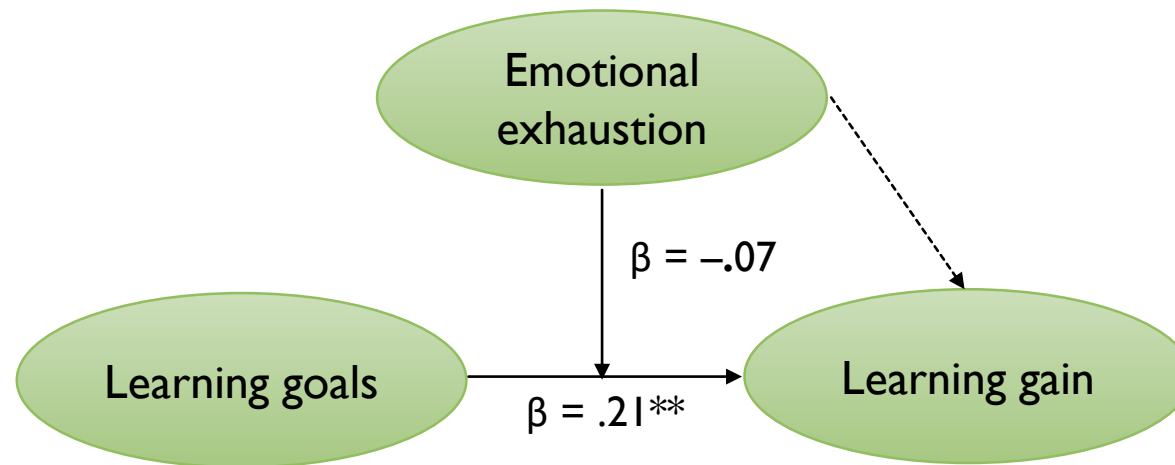 Emotional
exhaustion
β = –.07
Learning goals
β = .21**
Learning gain